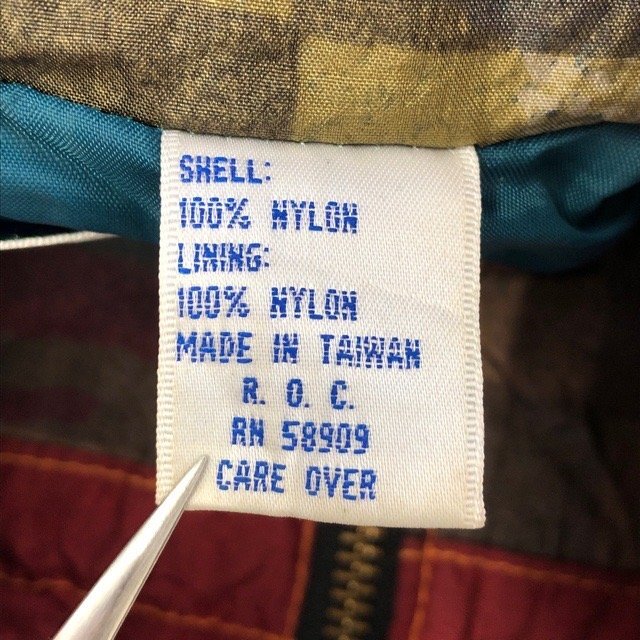 SHELL:
100% NYLON
LINING:
100% NYLON
MADE IN TAIWAN
R. O. C.
RN 58909
CARE OVER